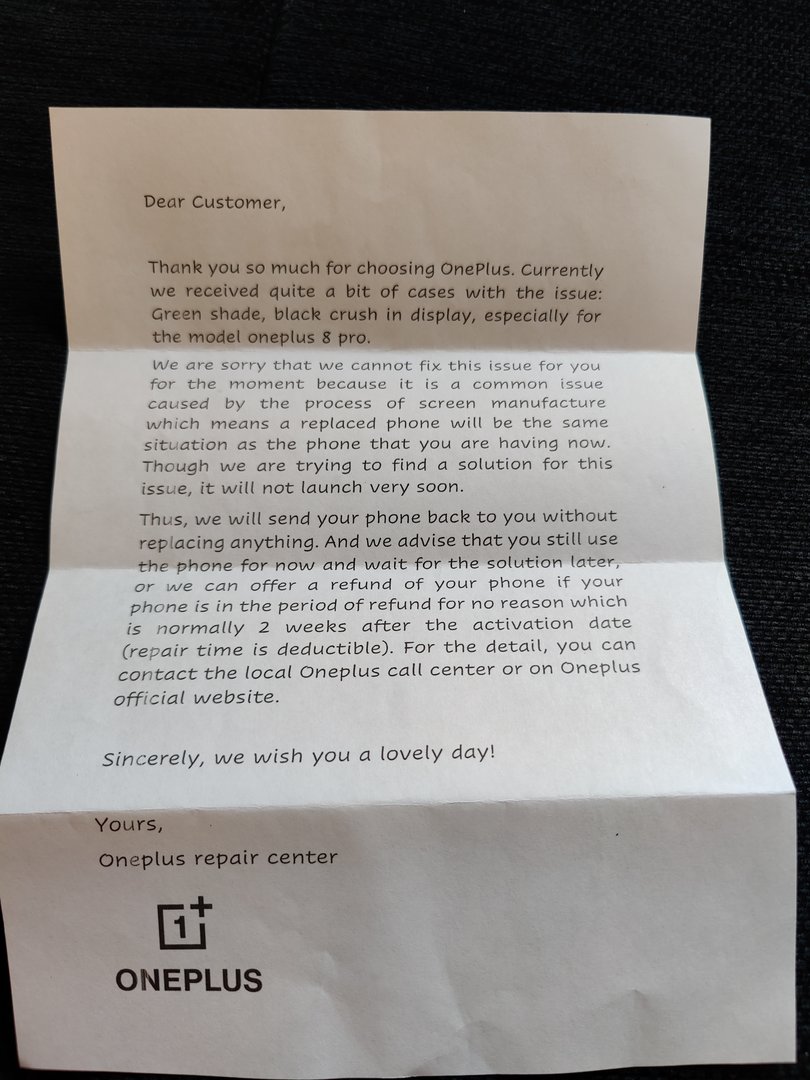 Dear Customer,
Thank you so much for choosing OnePlus. Currently
we received quite a bit of cases with the issue:
Green shade, black crush in display, especially for
the model oneplus 8 pro.
We are sorry that we cannot fix this issue for you
for the moment because it is a common issue
caused by the process of screen manufacture
which means a replaced phone will be the same
situation as the phone that you are having now.
Though we are trying to find a solution for this
issue, it will not launch very soon.
Thus, we will send your phone back to you without
replacing anything. And we advise that you still use
the phone for now and wait for the solution later,
or we can offer a refund of your phone if your
phone is in the period of refund for no reason which
is normally 2 weeks after the activation date
(repair time is deductible). For the detail, you can
contact the local Oneplus call center or on Oneplus
official website.
Sincerely, we wish you a lovely day!
Yours,
Oneplus repair center
1+
ONEPLUS